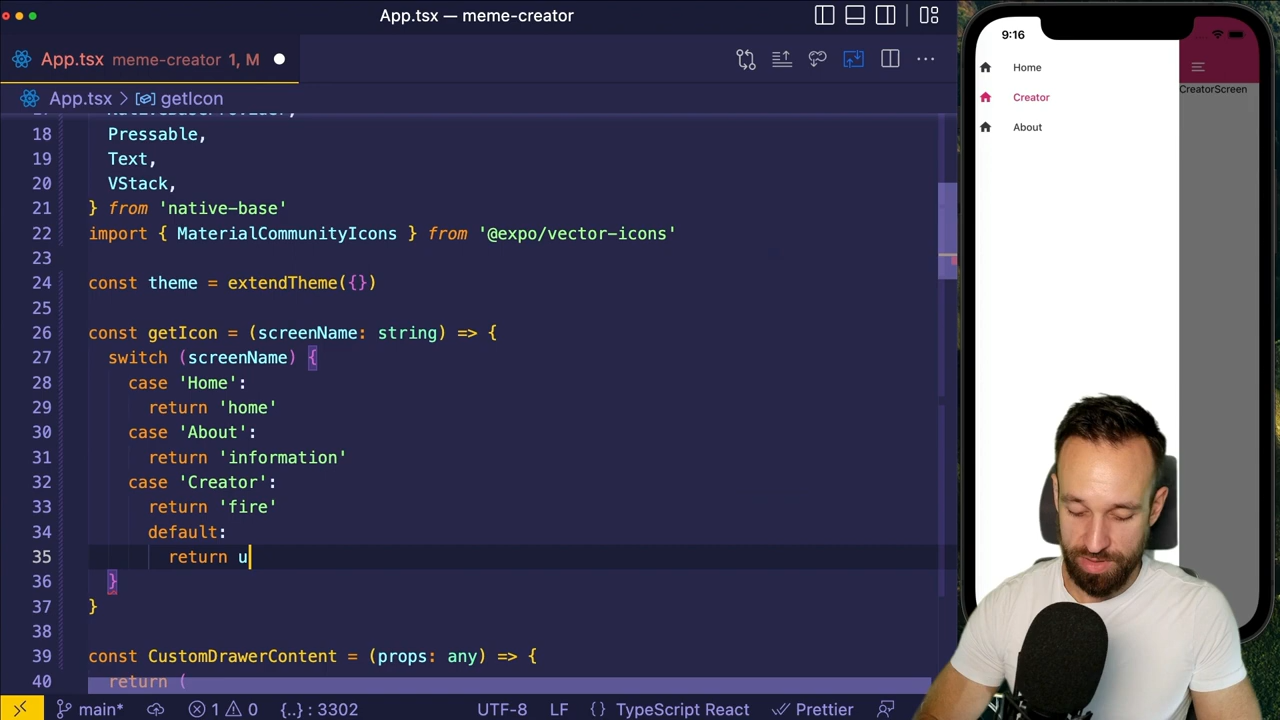 App.tsx — meme-creator
App.tsx meme-creator 1, M
App.tsx > getIcon
18 Pressable,
19 Text,
20 VStack,
21 } from 'native-base'
22 import { MaterialCommunityIcons } from '@expo/vector-icons'
23
24 const theme = extendTheme({})
25
26 const getIcon = (screenName: string) => {
27 switch (screenName) {
28 case 'Home':
29 return 'home'
30 case 'About':
31 return 'information'
32 case 'Creator':
33 return 'fire'
34 default:
35 return u
36 }
37 }
38
39 const CustomDrawerContent = (props: any) => {
40 return (
main* 1 0 {..} : 3302 UTF-8 LF {} TypeScript React Prettier
9:16
Home
Creator
About
CreatorScreen